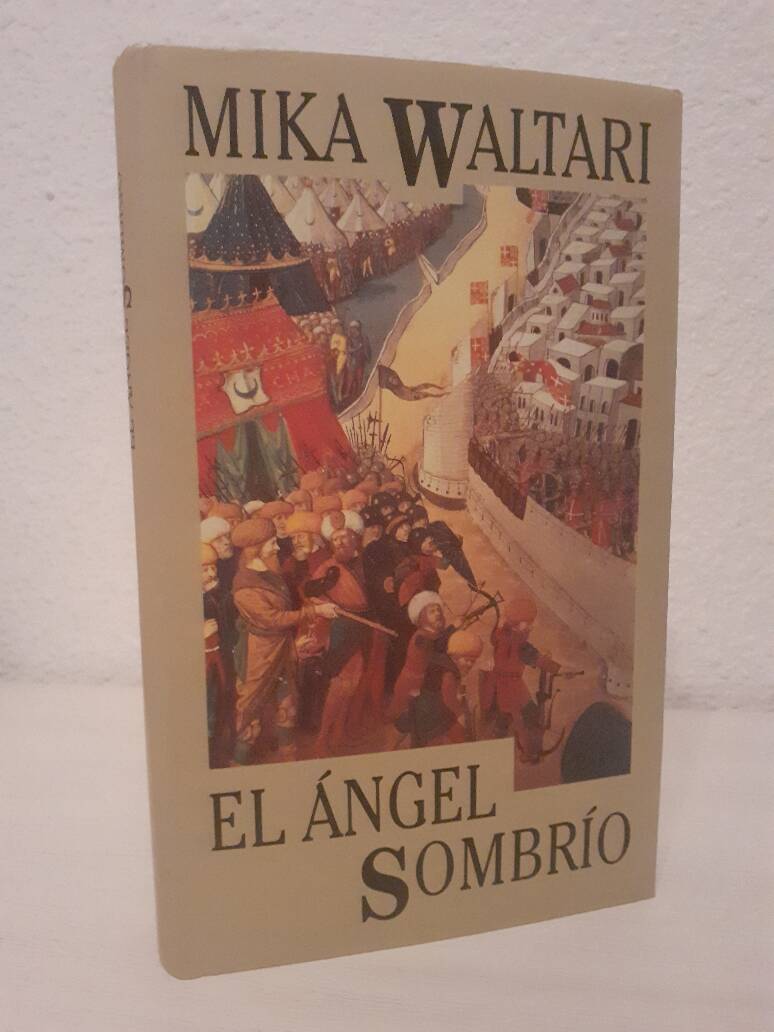 MIKA WALTARI
EL ÁNGEL
SOMBRÍO